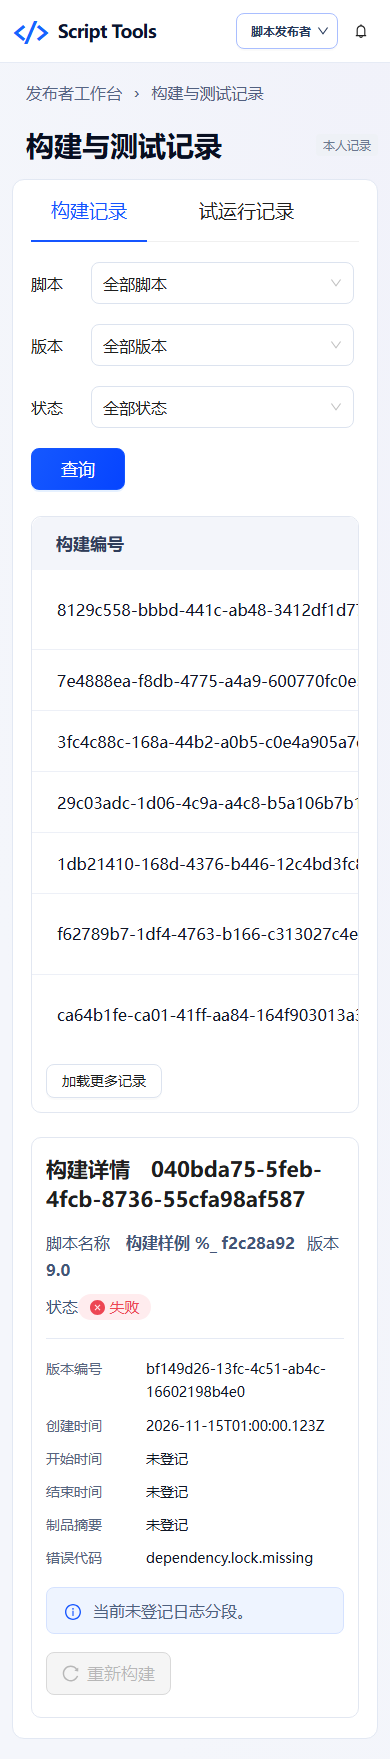 Script Tools
脚本发布者
发布者工作台 › 构建与测试记录
构建与测试记录
本人记录
构建记录
试运行记录
脚本
全部脚本
版本
全部版本
状态
全部状态
查询
构建编号
8129c558-bbbd-441c-ab48-3412df1d77
7e4888ea-f8db-4775-a4a9-600770fc0e
3fc4c88c-168a-44b2-a0b5-c0e4a905a7
29c03adc-1d06-4c9a-a4c8-b5a106b7b1
1db21410-168d-4376-b446-12c4bd3fc8
f62789b7-1df4-4763-b166-c313027c4e
ca64b1fe-ca01-41ff-aa84-164f903013a3
加载更多记录
构建详情 040bda75-5feb-
4fcb-8736-55cfa98af587
脚本名称 构建样例 %_ f2c28a92 版本
9.0
状态 失败
版本编号 bf149d26-13fc-4c51-ab4c-
16602198b4e0
创建时间 2026-11-15T01:00:00.123Z
开始时间 未登记
结束时间 未登记
制品摘要 未登记
错误代码 dependency.lock.missing
当前未登记日志分段。
重新构建